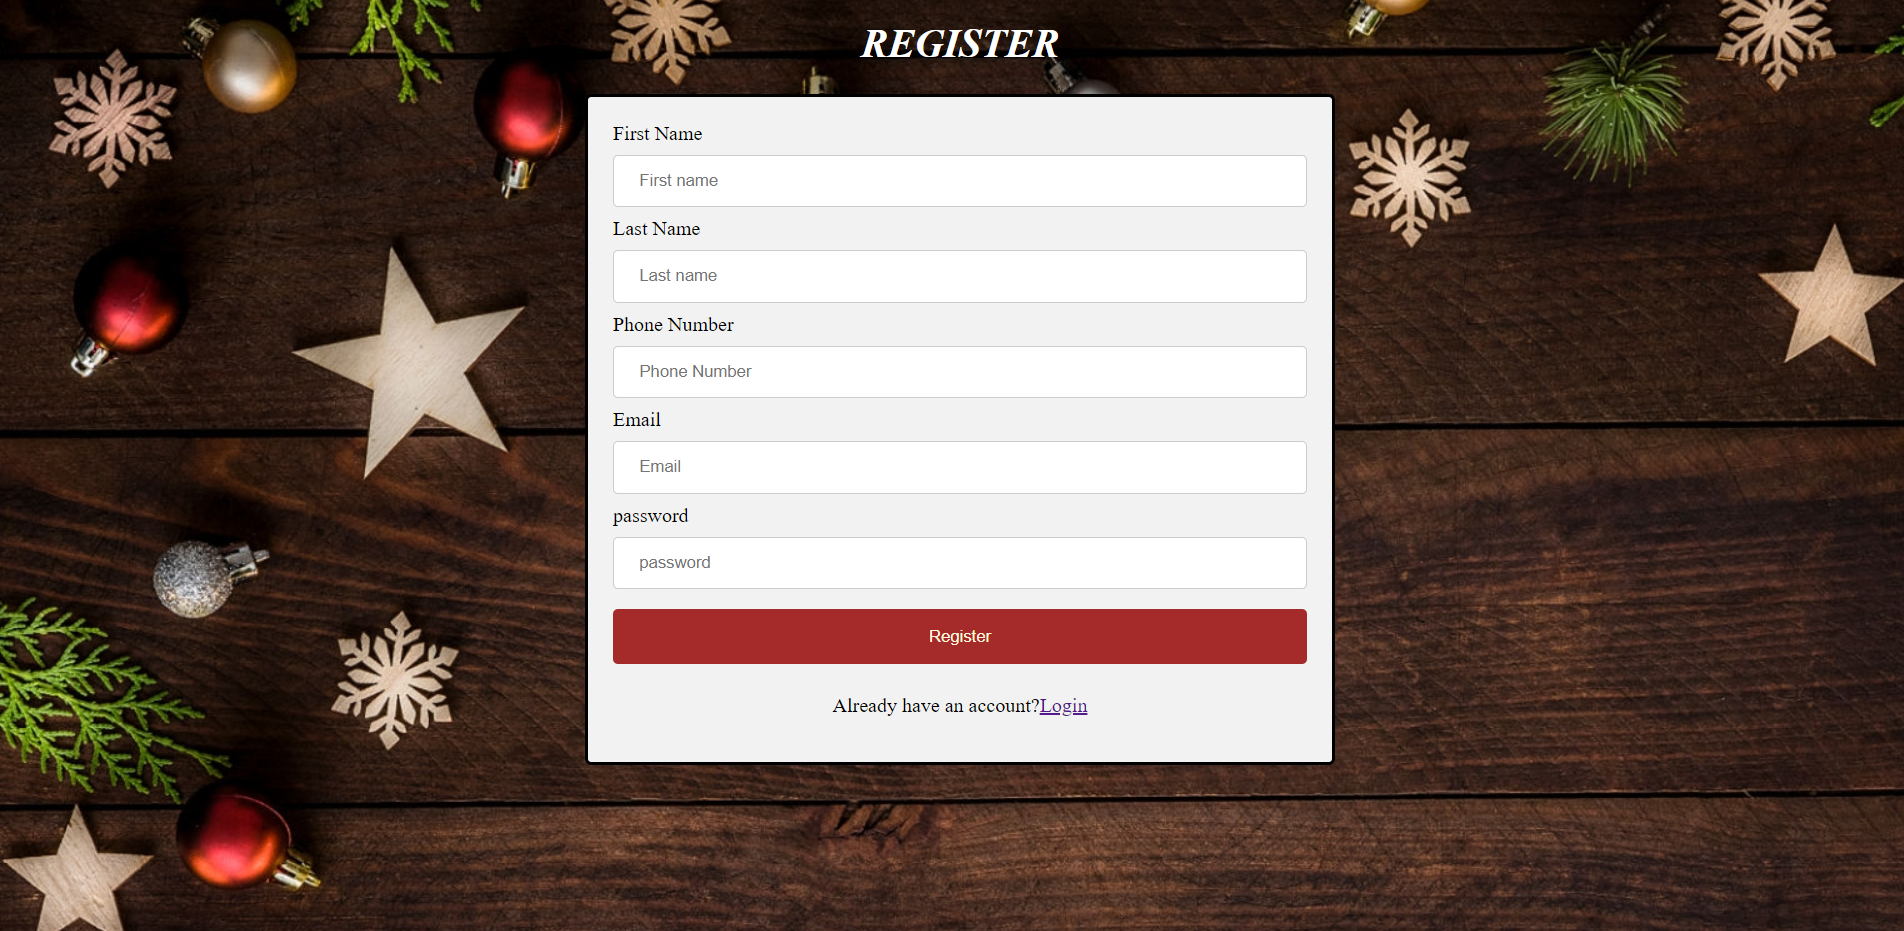 REGISTER
First Name
First name
Last Name
Last name
Phone Number
Phone Number
Email
Email
password
password
Register
Already have an account?Login